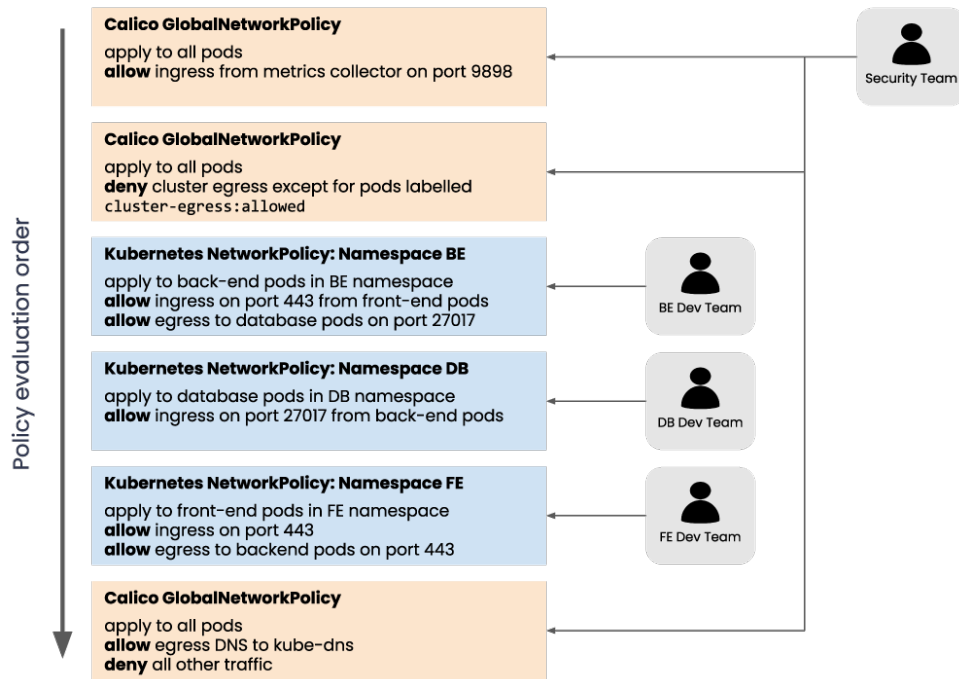 Calico GlobalNetworkPolicy
apply to all pods
allow ingress from metrics collector on port 9898
Security Team
Calico GlobalNetworkPolicy
apply to all pods
deny cluster egress except for pods labelled
cluster-egress:allowed
Policy evaluation order
Kubernetes NetworkPolicy: Namespace BE
apply to back-end pods in BE namespace
allow ingress on port 443 from front-end pods
allow egress to database pods on port 27017
BE Dev Team
Kubernetes NetworkPolicy: Namespace DB
apply to database pods in DB namespace
allow ingress on port 27017 from back-end pods
DB Dev Team
Kubernetes NetworkPolicy: Namespace FE
apply to front-end pods in FE namespace
allow ingress on port 443
allow egress to backend pods on port 443
FE Dev Team
Calico GlobalNetworkPolicy
apply to all pods
allow egress DNS to kube-dns
deny all other traffic